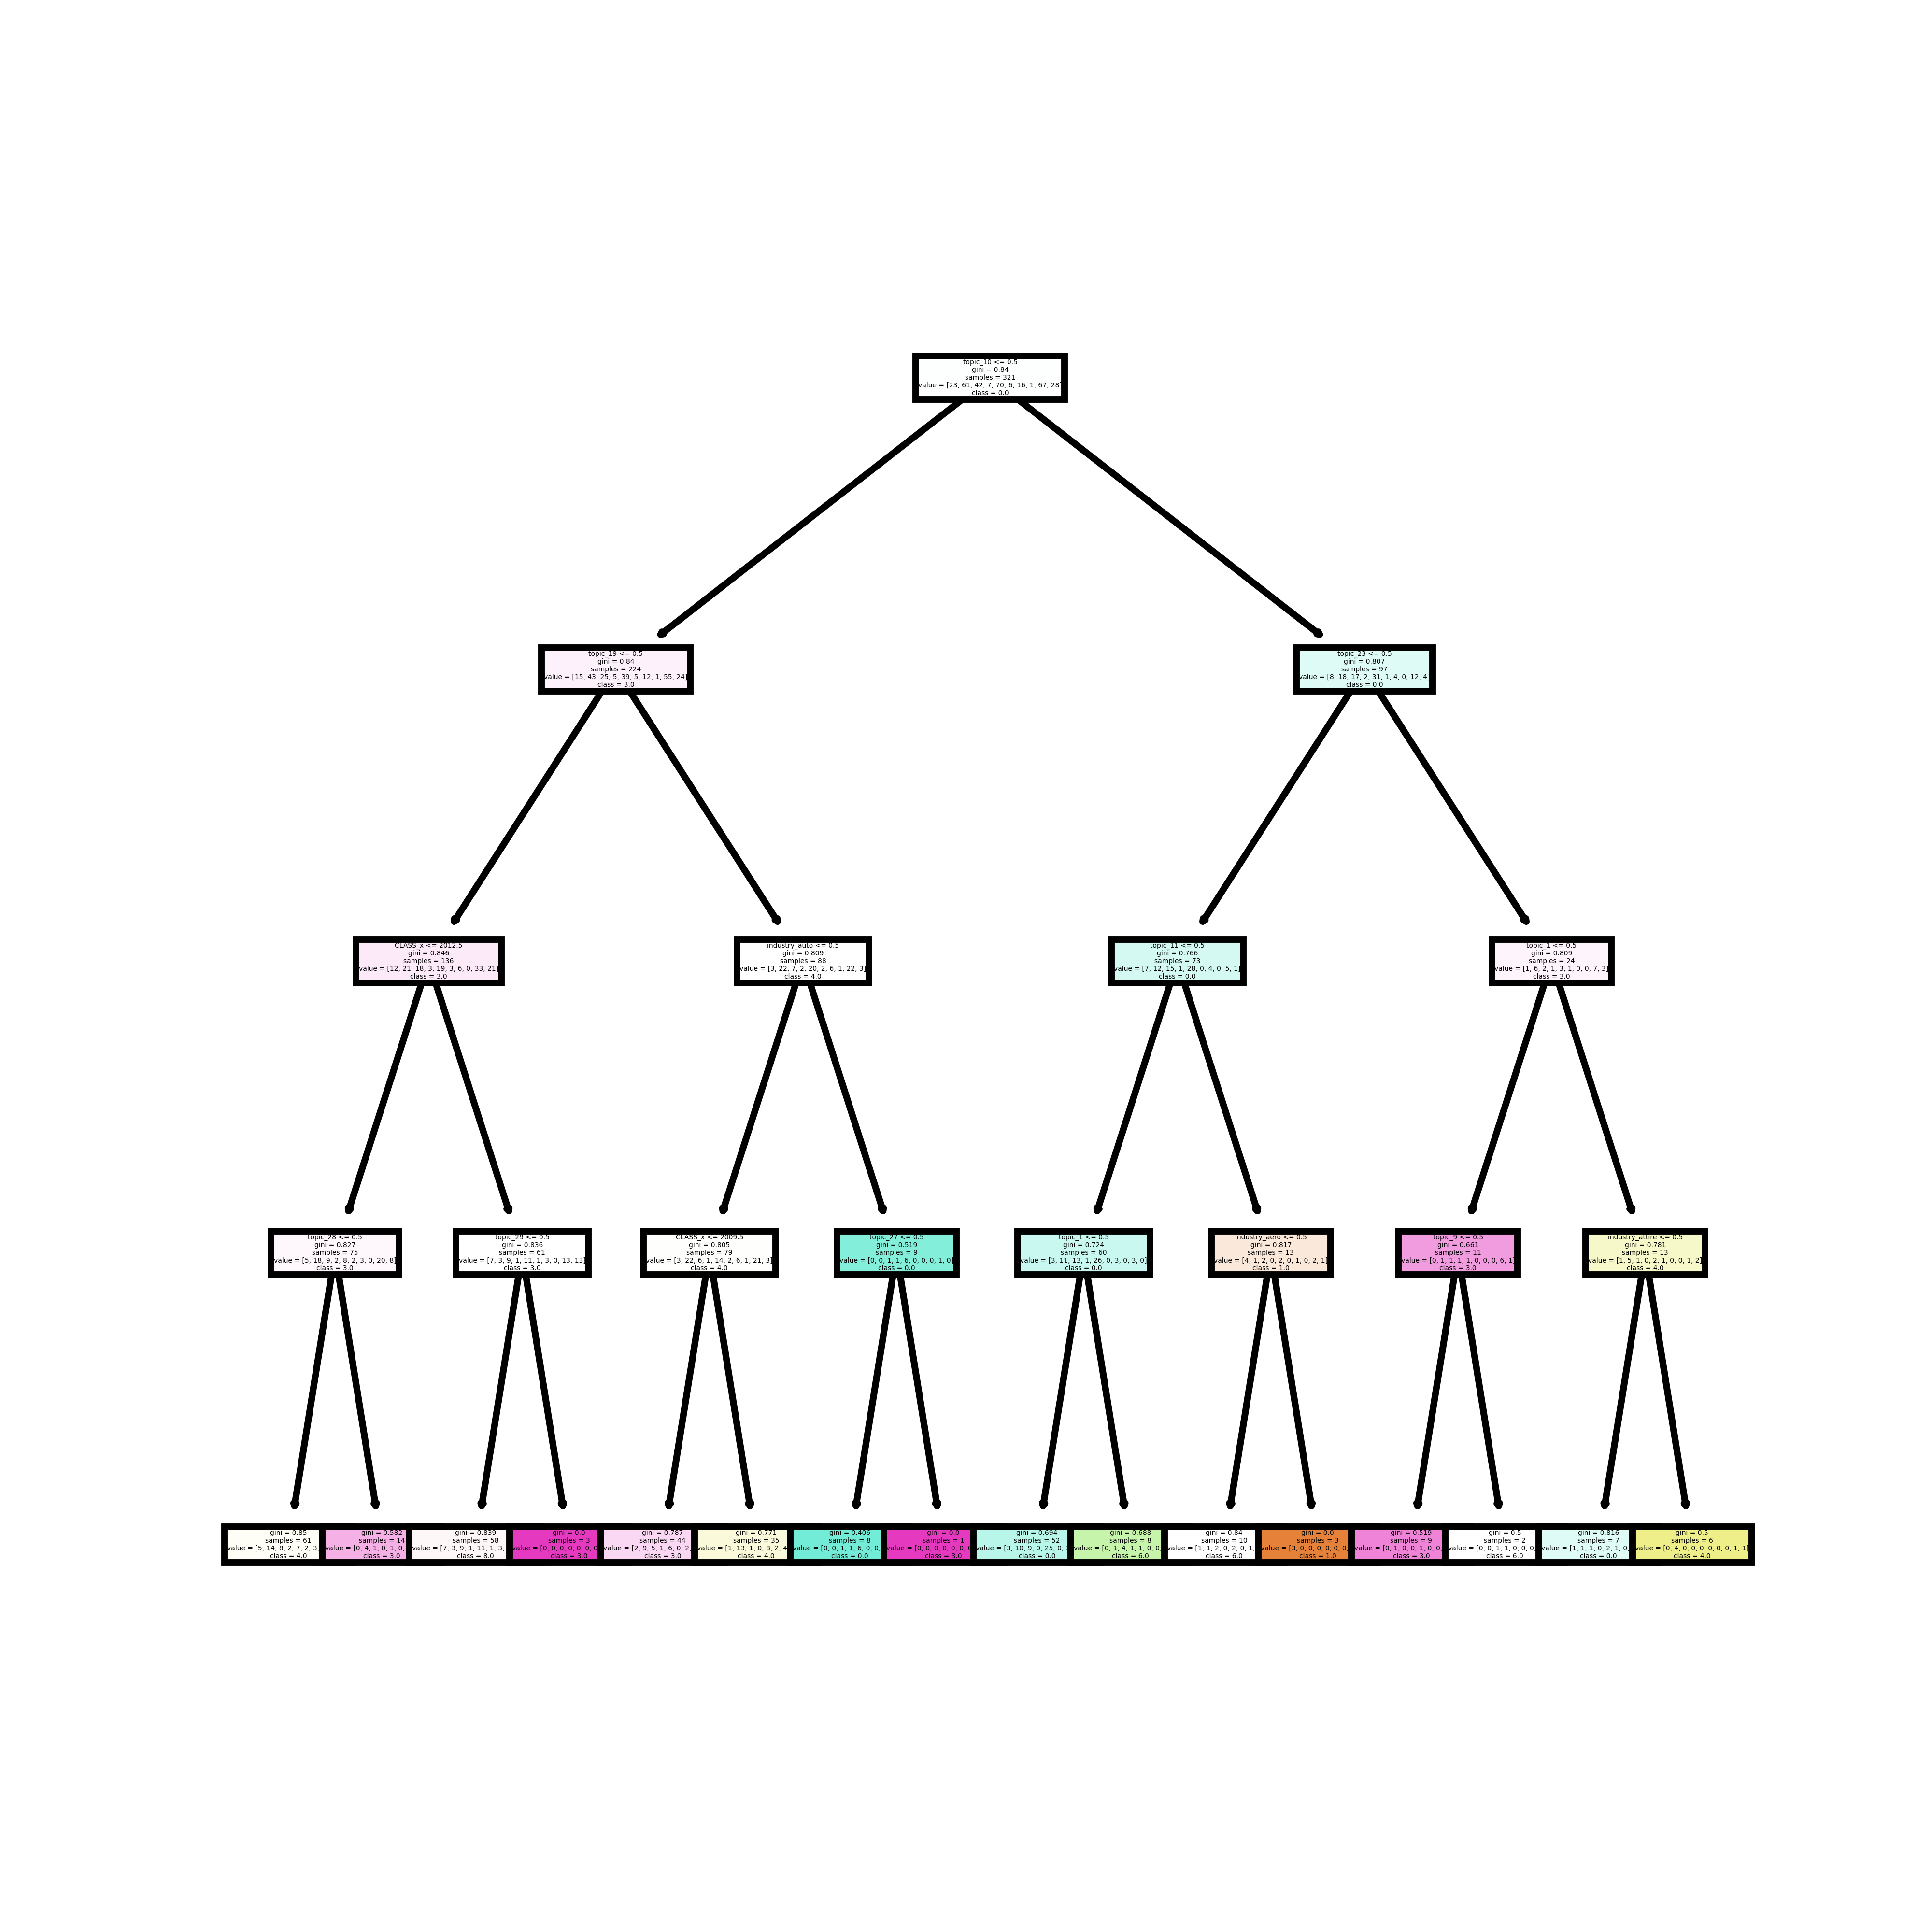 topic_10 <= 0.5
gini = 0.84
samples = 321
value = [23, 61, 42, 7, 70, 6, 16, 1, 67, 28]
class = 0.0
topic_19 <= 0.5
gini = 0.84
samples = 224
value = [15, 43, 25, 5, 39, 5, 12, 1, 55, 24]
class = 3.0
topic_23 <= 0.5
gini = 0.807
samples = 97
value = [8, 18, 17, 2, 31, 1, 4, 0, 12, 4]
class = 0.0
CLASS_x <= 2012.5
gini = 0.846
samples = 136
value = [12, 21, 18, 3, 19, 3, 6, 0, 33, 21]
class = 3.0
industry_auto <= 0.5
gini = 0.809
samples = 88
value = [3, 22, 7, 2, 20, 2, 6, 1, 22, 3]
class = 4.0
topic_11 <= 0.5
gini = 0.766
samples = 73
value = [7, 12, 15, 1, 28, 0, 4, 0, 5, 1]
class = 0.0
topic_1 <= 0.5
gini = 0.809
samples = 24
value = [1, 6, 2, 1, 3, 1, 0, 0, 7, 3]
class = 3.0
topic_28 <= 0.5
gini = 0.827
samples = 75
value = [5, 18, 9, 2, 8, 2, 3, 0, 20, 8]
class = 3.0
topic_29 <= 0.5
gini = 0.836
samples = 61
value = [7, 3, 9, 1, 11, 1, 3, 0, 13, 13]
class = 3.0
CLASS_x <= 2009.5
gini = 0.805
samples = 79
value = [3, 22, 6, 1, 14, 2, 6, 1, 21, 3]
class = 4.0
topic_27 <= 0.5
gini = 0.519
samples = 9
value = [0, 0, 1, 1, 6, 0, 0, 0, 1, 0]
class = 0.0
topic_1 <= 0.5
gini = 0.724
samples = 60
value = [3, 11, 13, 1, 26, 0, 3, 0, 3, 0]
class = 0.0
industry_aero <= 0.5
gini = 0.817
samples = 13
value = [4, 1, 2, 0, 2, 0, 1, 0, 2, 1]
class = 1.0
topic_9 <= 0.5
gini = 0.661
samples = 11
value = [0, 1, 1, 1, 1, 0, 0, 0, 6, 1]
class = 3.0
industry_attire <= 0.5
gini = 0.781
samples = 13
value = [1, 5, 1, 0, 2, 1, 0, 0, 1, 2]
class = 4.0
gini = 0.85
samples = 61
value = [5, 14, 8, 2, 7, 2, 3,
class = 4.0
gini = 0.582
samples = 14
value = [0, 4, 1, 0, 1, 0,
class = 3.0
gini = 0.839
samples = 58
value = [7, 3, 9, 1, 11, 1, 3,
class = 8.0
gini = 0.0
samples = 3
value = [0, 0, 0, 0, 0, 0
class = 3.0
gini = 0.787
samples = 44
value = [2, 9, 5, 1, 6, 0, 2,
class = 3.0
gini = 0.771
samples = 35
value = [1, 13, 1, 0, 8, 2, 4
class = 4.0
gini = 0.406
samples = 8
value = [0, 0, 1, 1, 6, 0, 0,
class = 0.0
gini = 0.0
samples = 1
value = [0, 0, 0, 0, 0, 0,
class = 3.0
gini = 0.694
samples = 52
value = [3, 10, 9, 0, 25, 0,
class = 0.0
gini = 0.688
samples = 8
value = [0, 1, 4, 1, 1, 0, 0,
class = 6.0
gini = 0.84
samples = 10
value = [1, 1, 2, 0, 2, 0, 1,
class = 6.0
gini = 0.0
samples = 3
value = [3, 0, 0, 0, 0, 0, 0,
class = 1.0
gini = 0.519
samples = 9
value = [0, 1, 0, 0, 1, 0, 0,
class = 3.0
gini = 0.5
samples = 2
value = [0, 0, 1, 1, 0, 0, 0,
class = 6.0
gini = 0.816
samples = 7
value = [1, 1, 1, 0, 2, 1, 0,
class = 0.0
gini = 0.5
samples = 6
value = [0, 4, 0, 0, 0, 0, 0, 0, 1, 1]
class = 4.0